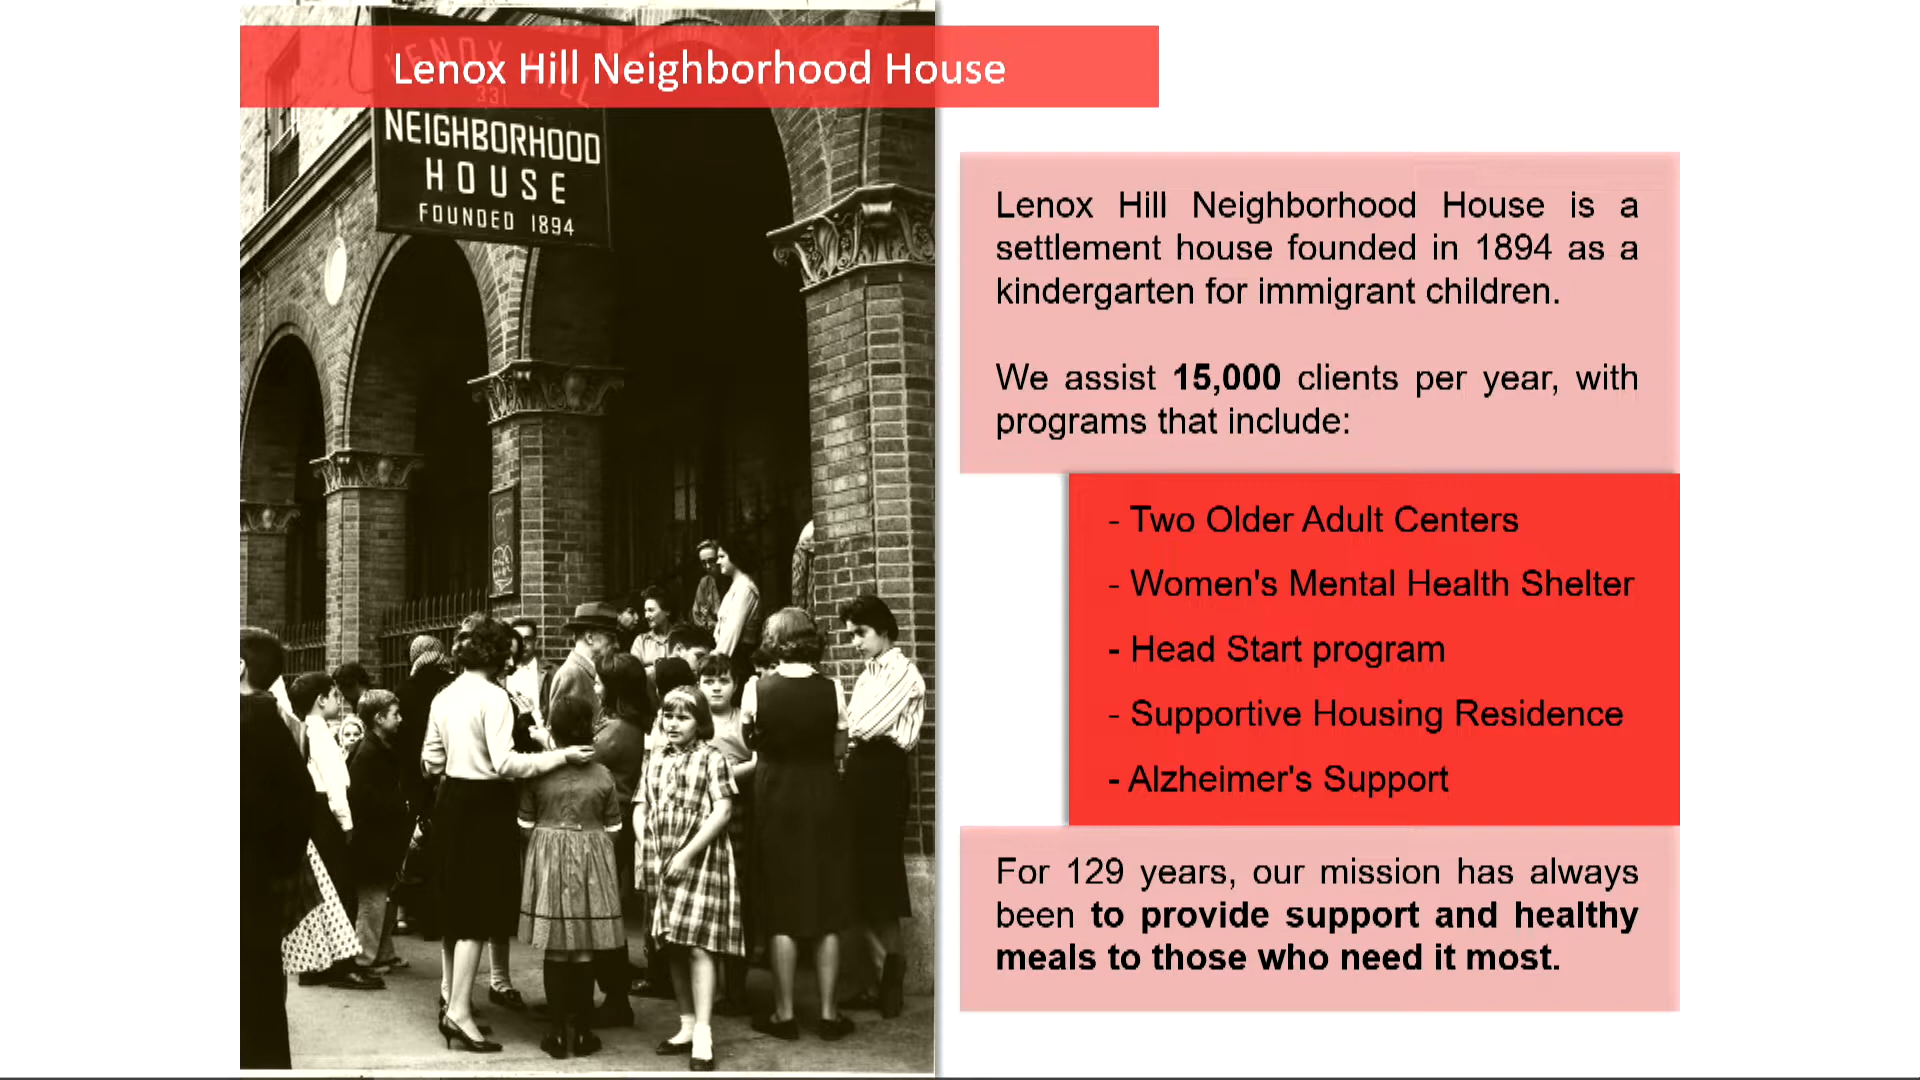 Lenox Hill Neighborhood House
LENOX HILL
331
NEIGHBORHOOD
HOUSE
FOUNDED 1894
Lenox Hill Neighborhood House is a
settlement house founded in 1894 as a
kindergarten for immigrant children.
We assist 15,000 clients per year, with
programs that include:
- Two Older Adult Centers
- Women's Mental Health Shelter
- Head Start program
- Supportive Housing Residence
- Alzheimer's Support
For 129 years, our mission has always
been to provide support and healthy
meals to those who need it most.